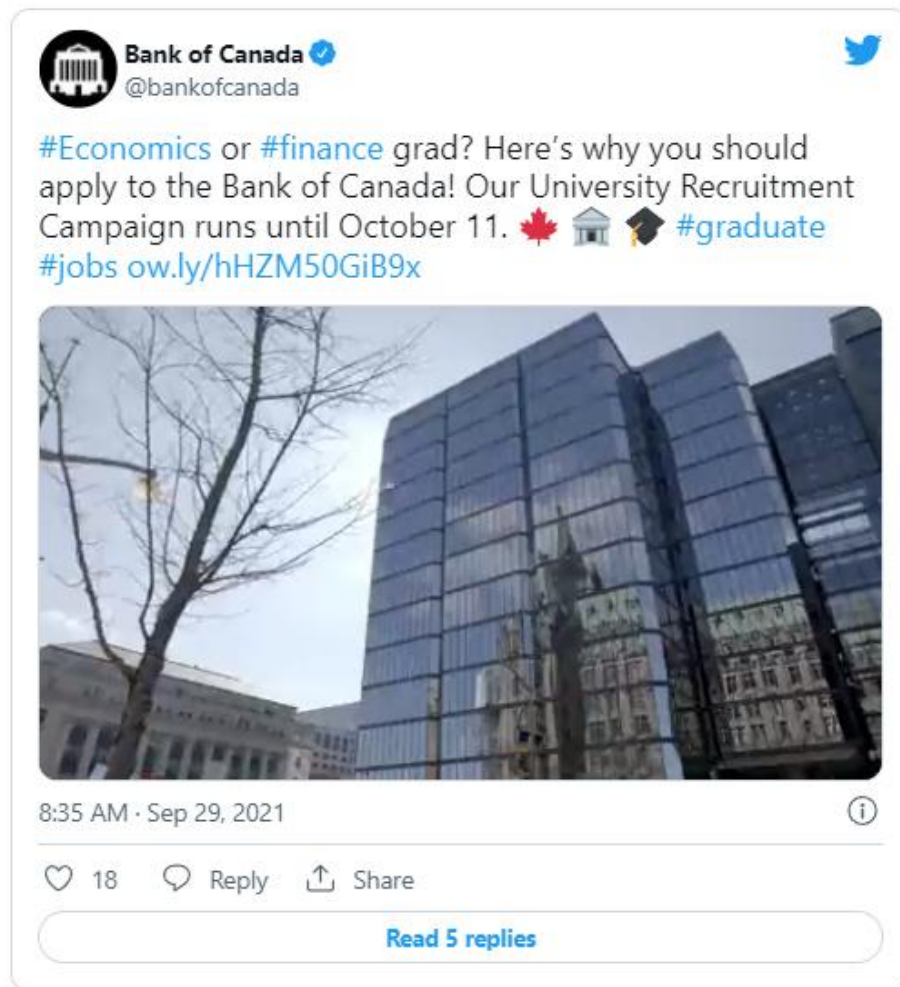 Bank of Canada
@bankofcanada
#Economics or #finance grad? Here's why you should
apply to the Bank of Canada! Our University Recruitment
Campaign runs until October 11. 🍁 🏛️ 🎓 #graduate
#jobs ow.ly/hHZM50GiB9x
8:35 AM · Sep 29, 2021
18 Reply Share
Read 5 replies